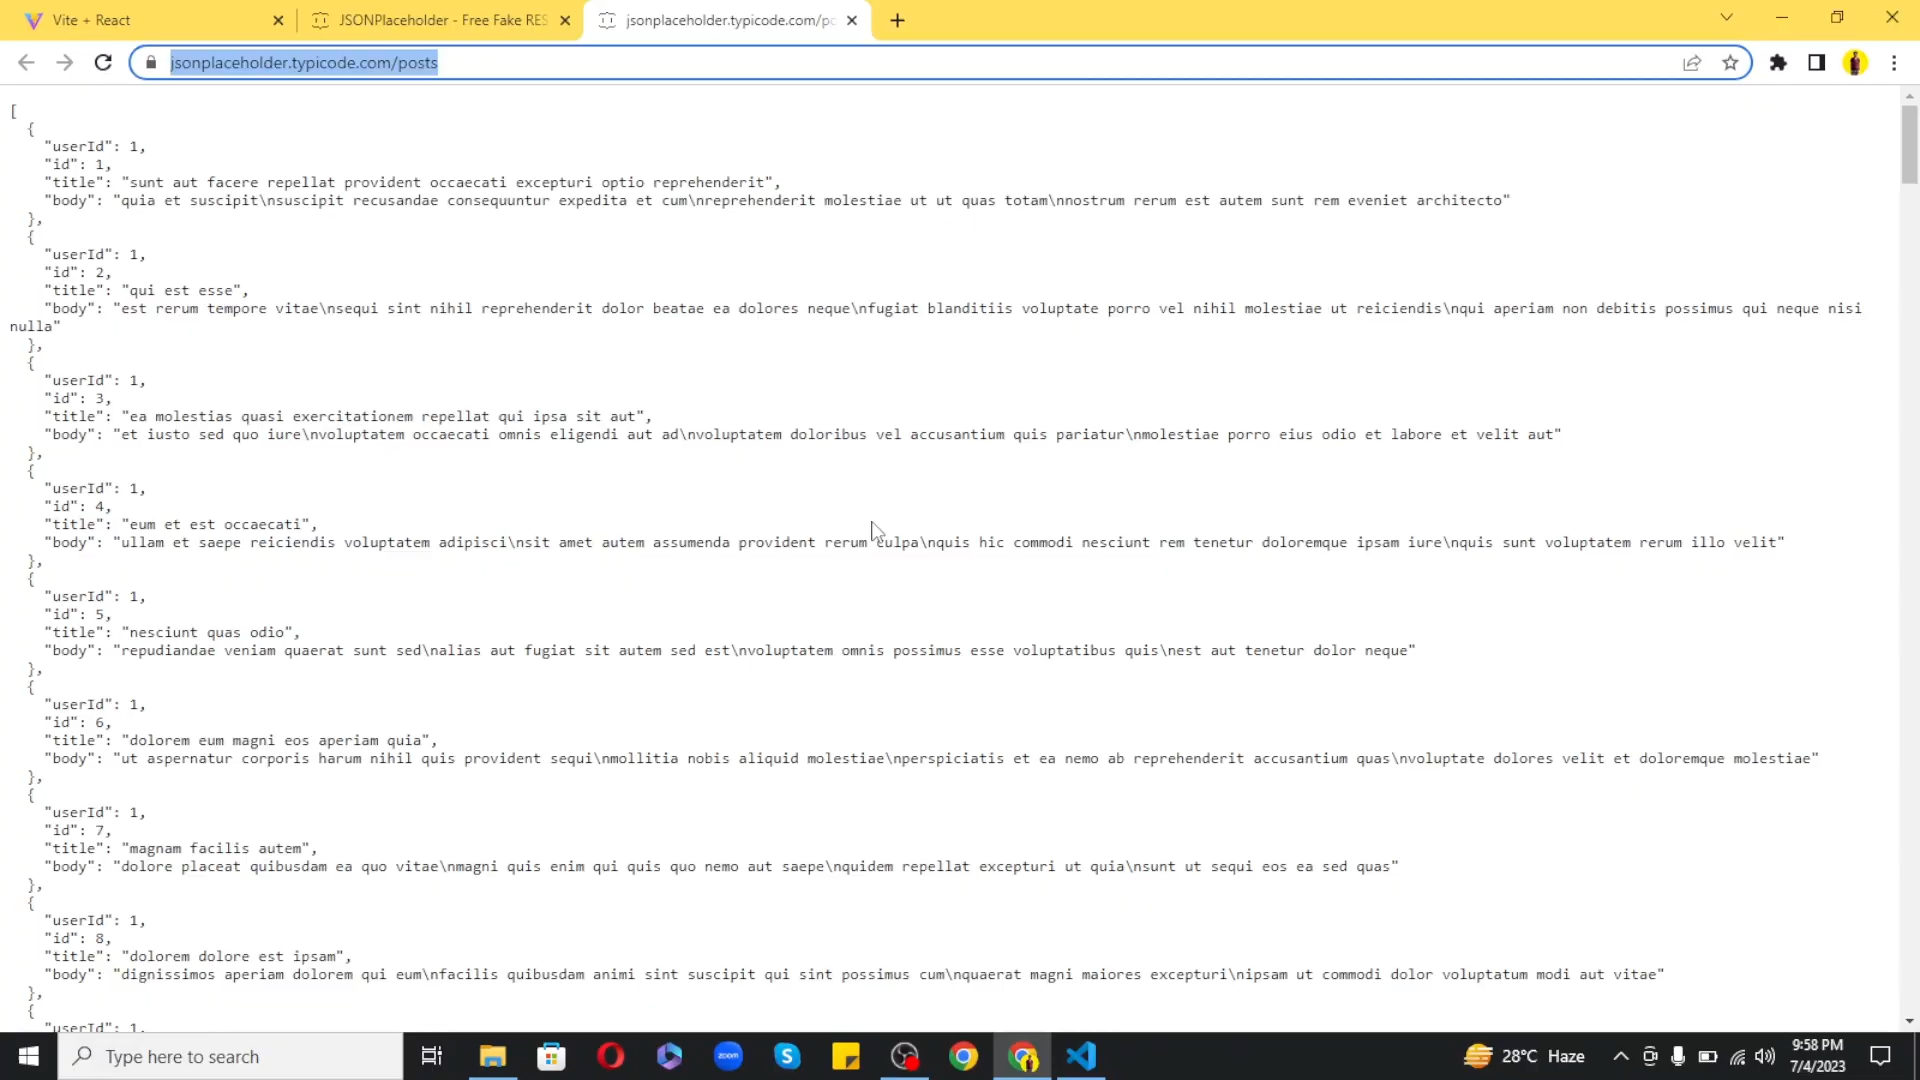 Vite + React
JSONPlaceholder - Free Fake RES
jsonplaceholder.typicode.com/po
jsonplaceholder.typicode.com/posts
[
{
"userId": 1,
"id": 1,
"title": "sunt aut facere repellat provident occaecati excepturi optio reprehenderit",
"body": "quia et suscipit\nsuscipit recusandae consequuntur expedita et cum\nreprehenderit molestiae ut ut quas totam\nnostrum rerum est autem sunt rem eveniet architecto"
},
{
"userId": 1,
"id": 2,
"title": "qui est esse",
"body": "est rerum tempore vitae\nsequi sint nihil reprehenderit dolor beatae ea dolores neque\nfugiat blanditiis voluptate porro vel nihil molestiae ut reiciendis\nqui aperiam non debitis possimus qui neque nisi
nulla"
},
{
"userId": 1,
"id": 3,
"title": "ea molestias quasi exercitationem repellat qui ipsa sit aut",
"body": "et iusto sed quo iure\nvoluptatem occaecati omnis eligendi aut ad\nvoluptatem doloribus vel accusantium quis pariatur\nmolestiae porro eius odio et labore et velit aut"
},
{
"userId": 1,
"id": 4,
"title": "eum et est occaecati",
"body": "ullam et saepe reiciendis voluptatem adipisci\nsit amet autem assumenda provident rerum culpa\nquis hic commodi nesciunt rem tenetur doloremque ipsam iure\nquis sunt voluptatem rerum illo velit"
},
{
"userId": 1,
"id": 5,
"title": "nesciunt quas odio",
"body": "repudiandae veniam quaerat sunt sed\nalias aut fugiat sit autem sed est\nvoluptatem omnis possimus esse voluptatibus quis\nest aut tenetur dolor neque"
},
{
"userId": 1,
"id": 6,
"title": "dolorem eum magni eos aperiam quia",
"body": "ut aspernatur corporis harum nihil quis provident sequi\nmollitia nobis aliquid molestiae\nperspiciatis et ea nemo ab reprehenderit accusantium quas\nvoluptate dolores velit et doloremque molestiae"
},
{
"userId": 1,
"id": 7,
"title": "magnam facilis autem",
"body": "dolore placeat quibusdam ea quo vitae\nmagni quis enim qui quis quo nemo aut saepe\nquidem repellat excepturi ut quia\nsunt ut sequi eos ea sed quas"
},
{
"userId": 1,
"id": 8,
"title": "dolorem dolore est ipsam",
"body": "dignissimos aperiam dolorem qui eum\nfacilis quibusdam animi sint suscipit qui sint possimus cum\nquaerat magni maiores excepturi\nipsam ut commodi dolor voluptatum modi aut vitae"
},
{
"userId": 1,
Type here to search
zoom
28°C Haze
9:58 PM
7/4/2023